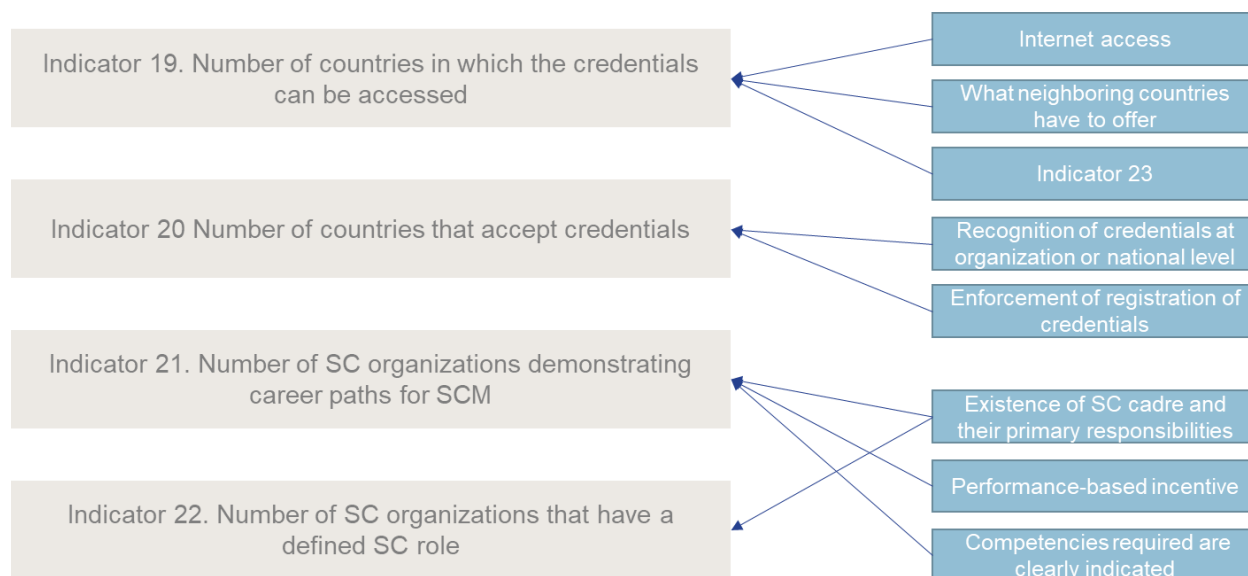 Indicator 19. Number of countries in which the credentials
can be accessed
Indicator 20 Number of countries that accept credentials
Indicator 21. Number of SC organizations demonstrating
career paths for SCM
Indicator 22. Number of SC organizations that have a
defined SC role
Internet access
What neighboring countries
have to offer
Indicator 23
Recognition of credentials at
organization or national level
Enforcement of registration of
credentials
Existence of SC cadre and
their primary responsibilities
Performance-based incentive
Competencies required are
clearly indicated